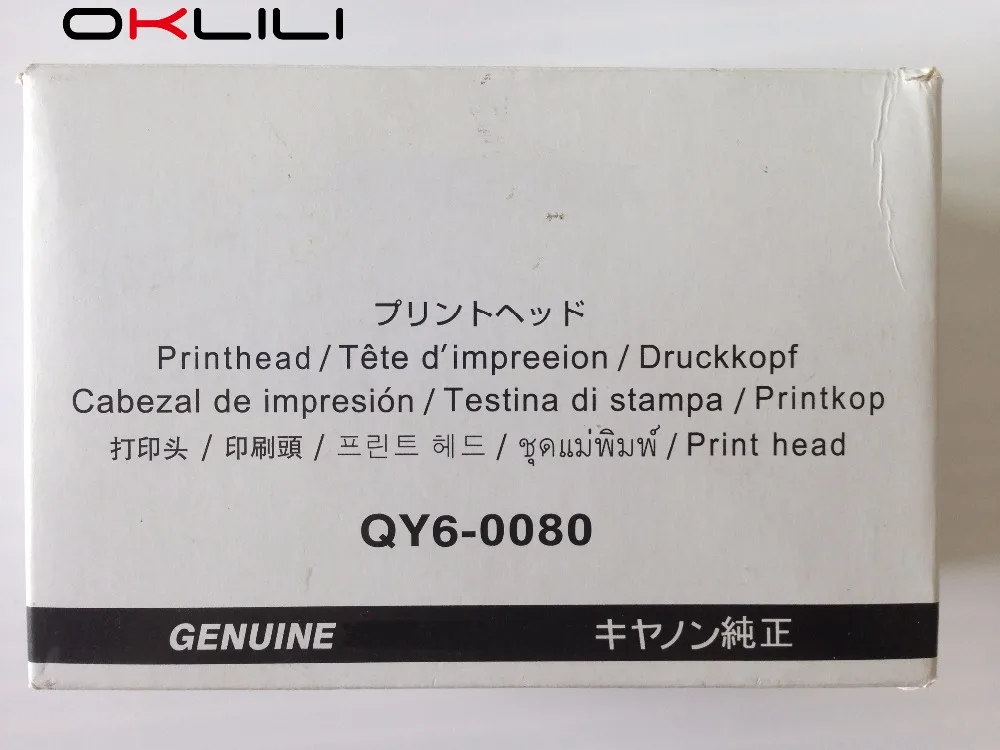 OKLILI
プリントヘッド
Printhead / Tête d'impreeion / Druckkopf
Cabezal de impresión / Testina di stampa / Printkop
打印头 / 印刷頭 / 프린트 헤드 / ชุดแม่พิมพ์ / Print head
QY6-0080
GENUINE キヤノン純正